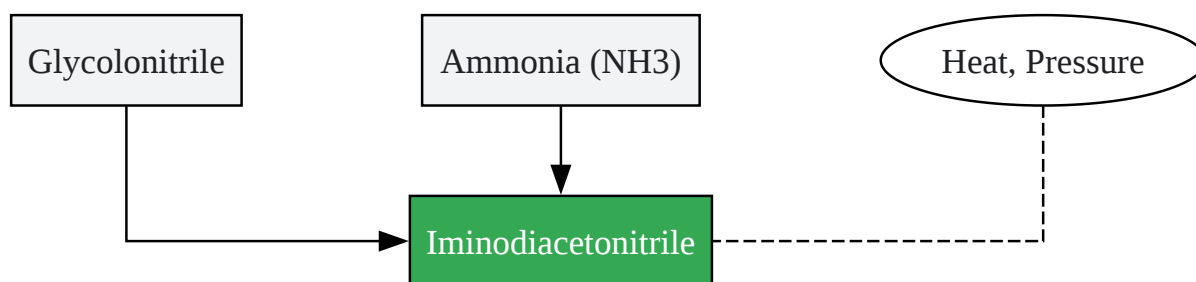 Glycolonitrile
Ammonia (NH3)
Heat, Pressure
Iminodiacetonitrile